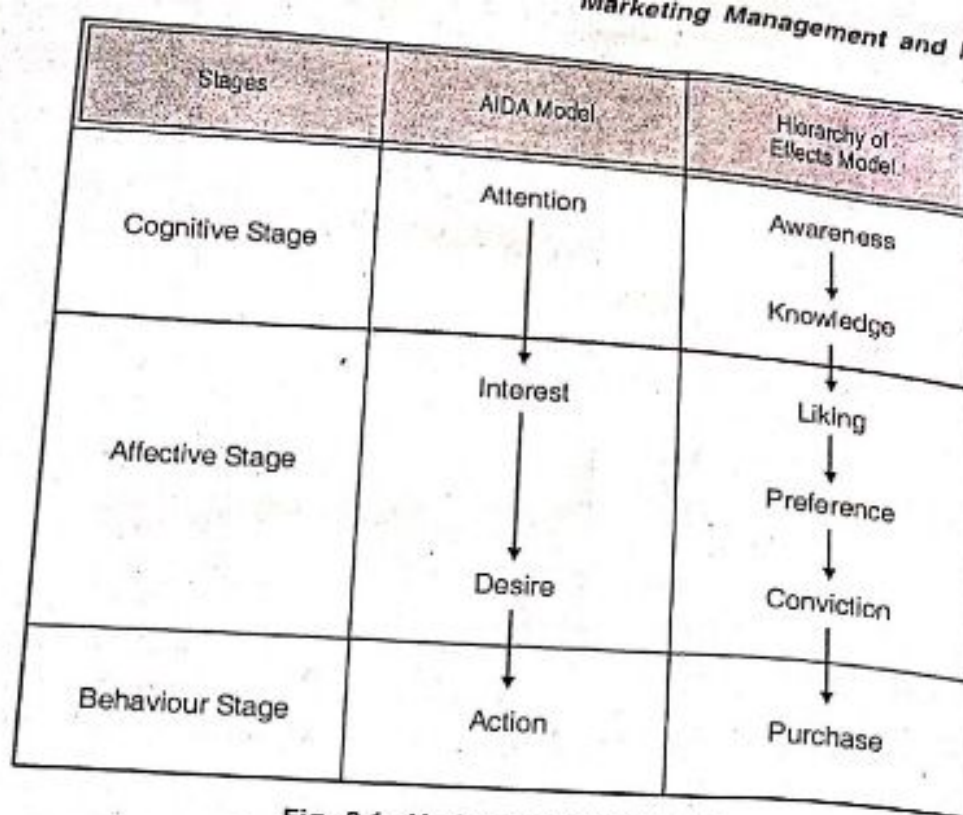 Marketing Management and
Stages
AIDA Model
Hierarchy of
Effects Model
Cognitive Stage
Attention
Awareness
Knowledge
Affective Stage
Interest
Desire
Liking
Preference
Conviction
Behaviour Stage
Action
Purchase
Fig.